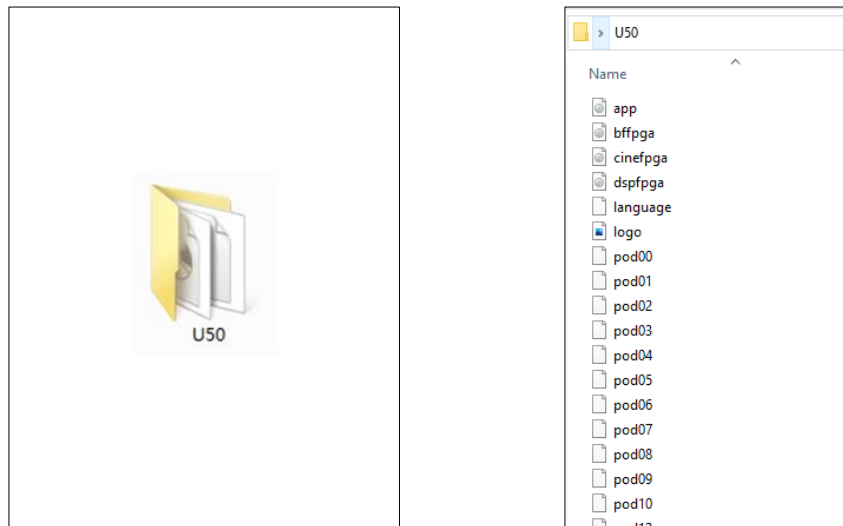 U50
U50
Name
app
bffpga
cinefpga
dspfpga
language
logo
pod00
pod01
pod02
pod03
pod04
pod05
pod06
pod07
pod08
pod09
pod10